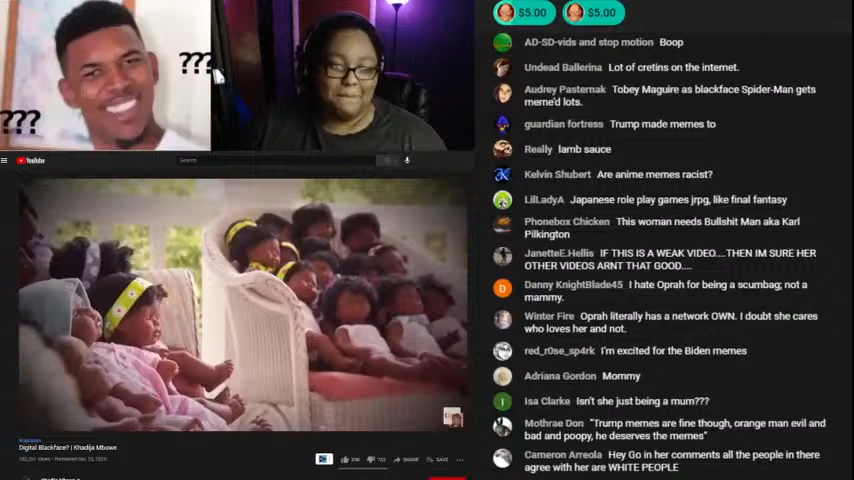 $5.00
$5.00
???
???
AD-SD-vids and stop motion Boop
Undead Ballerina Lot of cretins on the internet.
Audrey Pasternak Tobey Maguire as blackface Spider-Man gets
meme'd lots.
guardian fortress Trump made memes to
Really lamb sauce
Kelvin Shubert Are anime memes racist?
LilLadyA Japanese role play games jrpg, like final fantasy
Phonebox Chicken This woman needs Bullshit Man aka Karl
Pilkington
JanetteE.Hellis IF THIS IS A WEAK VIDEO....THEN IM SURE HER
OTHER VIDEOS ARNT THAT GOOD....
Danny KnightBlade45 I hate Oprah for being a scumbag; not a
mammy.
Winter Fire Oprah literally has a network OWN. I doubt she cares
who loves her and not.
red_r0se_sp4rk I'm excited for the Biden memes
Adriana Gordon Mommy
Isa Clarke Isn't she just being a mum???
Mothrae Don "Trump memes are fine though, orange man evil and
bad and poopy, he deserves the memes"
Cameron Arreola Hey Go in her comments all the people in there
agree with her are WHITE PEOPLE
YouTube
Search
Digital Blackface? | Khadija Mbowe
SHARE
SAVE